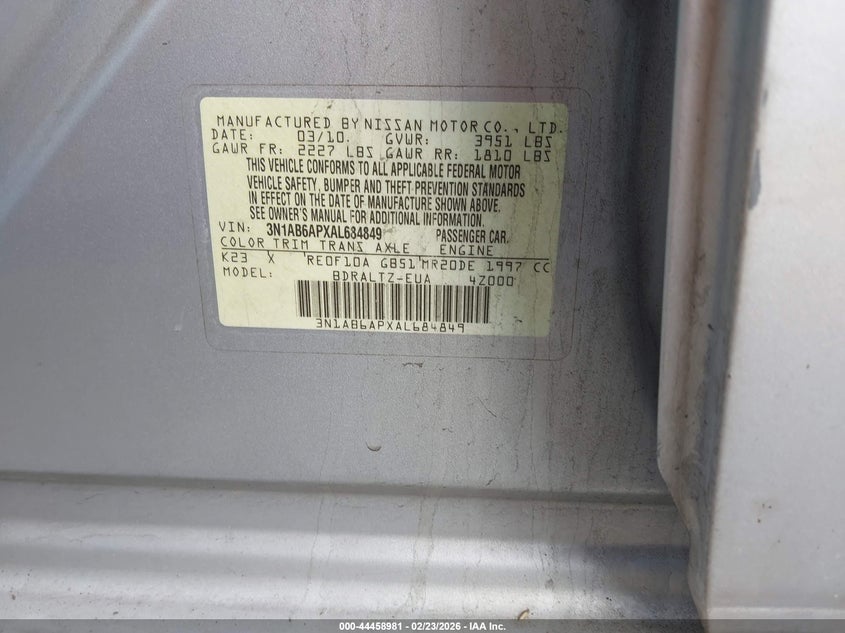 MANUFACTURED BY NISSAN MOTOR CO., LTD.
DATE: 03/10. GVWR: 3951 LBS
GAWR FR: 2227 LBS GAWR RR: 1810 LBS
THIS VEHICLE CONFORMS TO ALL APPLICABLE FEDERAL MOTOR
VEHICLE SAFETY, BUMPER AND THEFT PREVENTION STANDARDS
IN EFFECT ON THE DATE OF MANUFACTURE SHOWN ABOVE.
SEE OWNER'S MANUAL FOR ADDITIONAL INFORMATION.
VIN: 3N1AB6APXAL684849 PASSENGER CAR.
COLOR TRIM TRANS AXLE ENGINE
K23 X RE0F10A GB51 MR20DE 1997 CC
MODEL: BDRALTZ-EUA 4Z000
3N1AB6APXAL684849
000-44458981 / 02/23/2026 - IAA Inc.